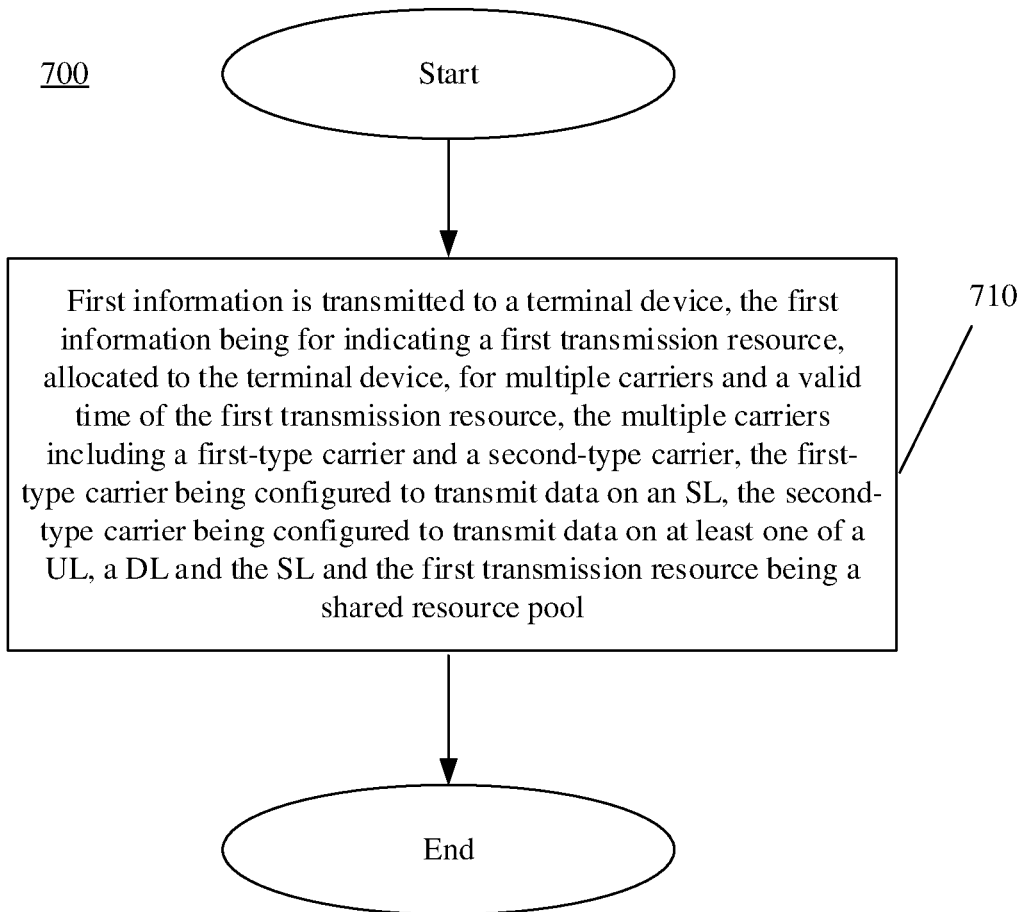 700
Start
First information is transmitted to a terminal device, the first
information being for indicating a first transmission resource,
allocated to the terminal device, for multiple carriers and a valid
time of the first transmission resource, the multiple carriers
including a first-type carrier and a second-type carrier, the first-
type carrier being configured to transmit data on an SL, the second-
type carrier being configured to transmit data on at least one of a
UL, a DL and the SL and the first transmission resource being a
shared resource pool
710
End